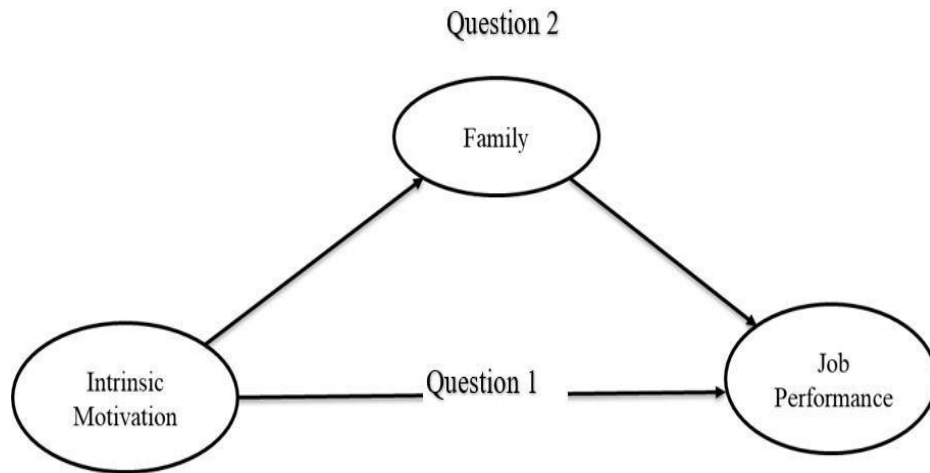 Question 2
Family
Intrinsic
Motivation
Question 1
Job
Performance